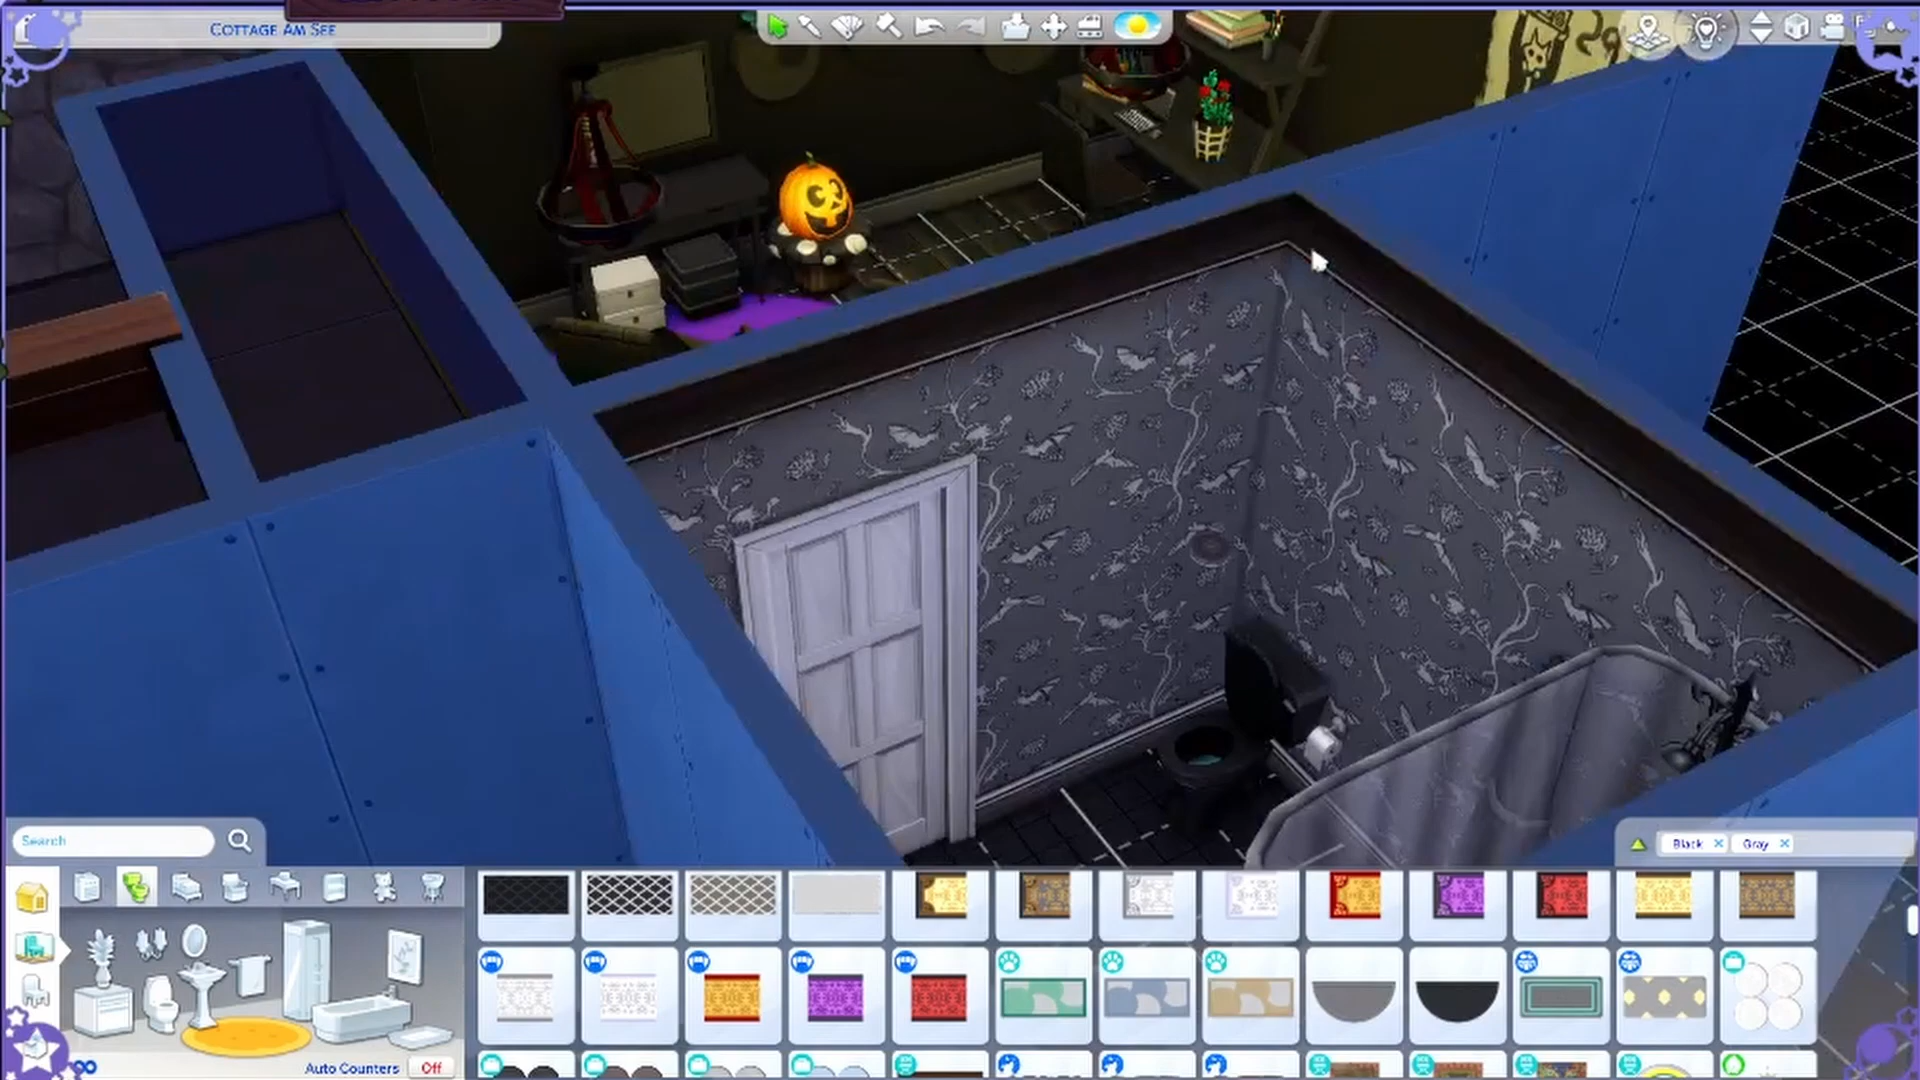 Cottage Am See
Search
Black
Gray
Auto Counters
Off